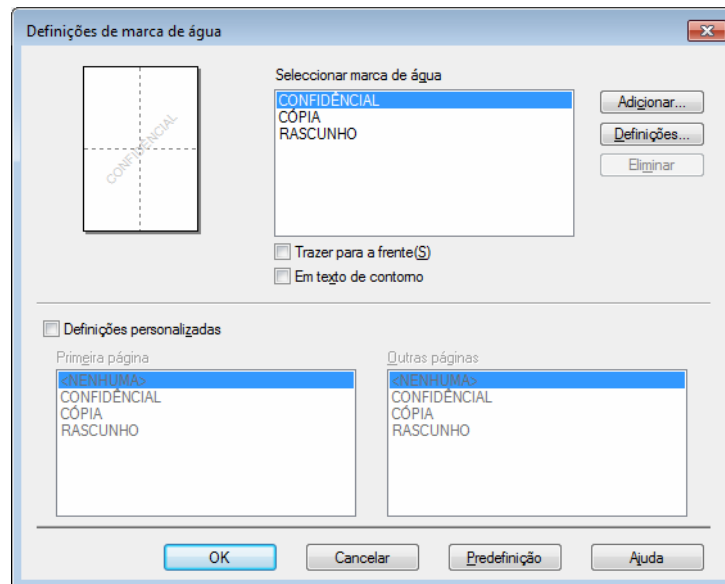 Definições de marca de água
CONFIDÊNCIAL
Seleccionar marca de água
CONFIDÊNCIAL
CÓPIA
RASCUNHO
Adicionar...
Definições...
Eliminar
Trazer para a frente(S)
Em texto de contorno
Definições personalizadas
Primeira página
<NENHUMA>
CONFIDÊNCIAL
CÓPIA
RASCUNHO
Outras páginas
<NENHUMA>
CONFIDÊNCIAL
CÓPIA
RASCUNHO
OK
Cancelar
Predefinição
Ajuda